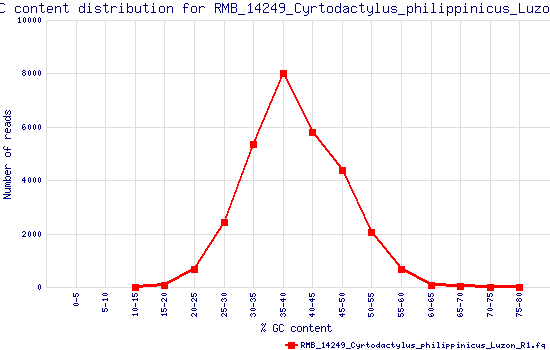 C content distribution for RMB_14249_Cyrtodactylus_philippinicus_Luzo
10000
8000
6000
4000
2000
0
Number of reads
0-5 5-10 10-15 15-20 20-25 25-30 30-35 35-40 40-45 45-50 50-55 55-60 60-65 65-70 70-75 75-80
% GC content
RMB_14249_Cyrtodactylus_philippinicus_Luzon_R1.fq